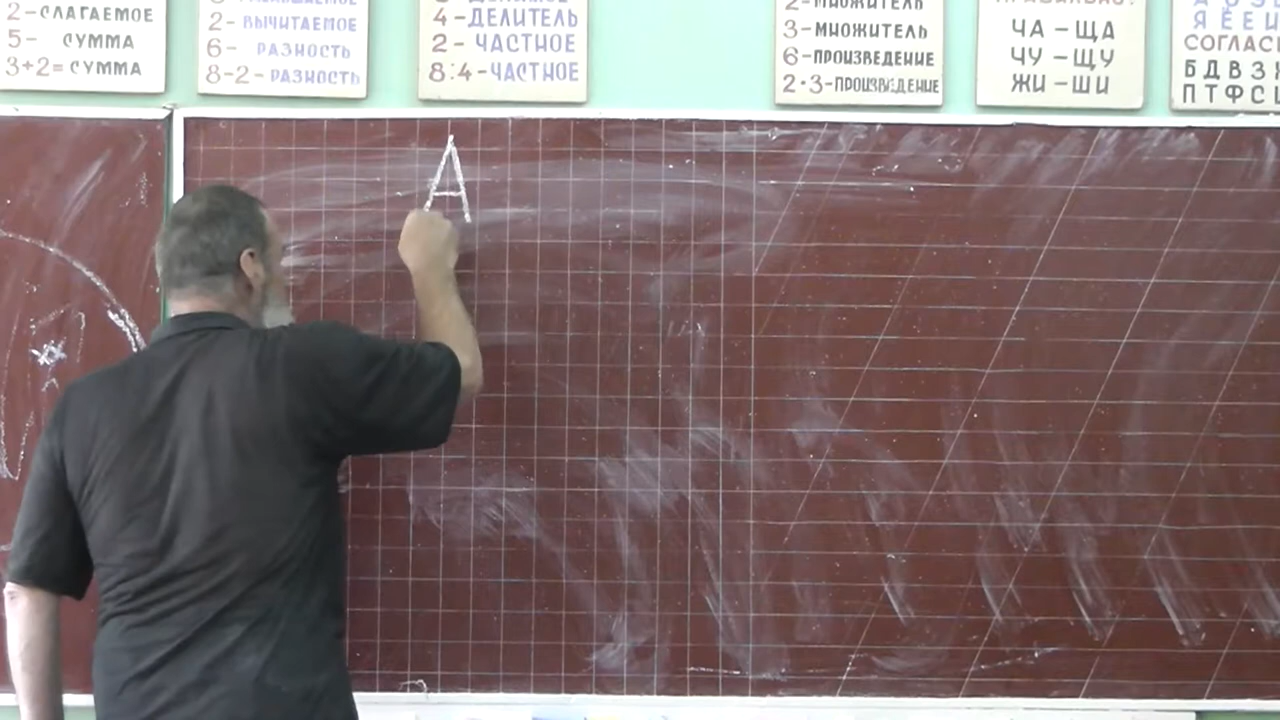 2-СЛАГАЕМОЕ
5- СУММА
3+2= СУММА
2-ВЫЧИТАЕМОЕ
6- РАЗНОСТЬ
8-2-РАЗНОСТЬ
4-ДЕЛИТЕЛЬ
2- ЧАСТНОЕ
8:4-ЧАСТНОЕ
2-МНОЖИТЕЛЬ
3-МНОЖИТЕЛЬ
6-ПРОИЗВЕДЕНИЕ
2·3-ПРОИЗВЕДЕНИЕ
ЧА-ЩА
ЧУ-ЩУ
ЖИ-ШИ
Я Ё Е И
СОГЛАС
Б Д В З
П Т Ф С
А